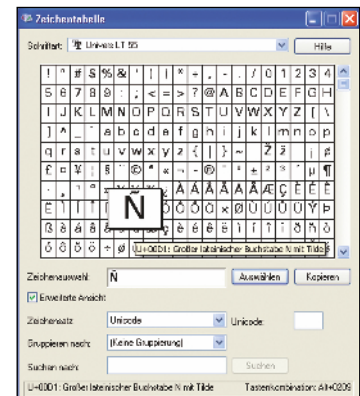 Zeichentabelle
Schriftart: Univers LT 55 Hilfe
! " # $ % & ' ( ) * + , - . / 0 1 2 3 4
5 6 7 8 9 : ; < = > ? @ A B C D E F G H
I J K L M N O P Q R S T U V W X Y Z [ \
] ^ _ ` a b c d e f g h i j k l m n o p
q r s t u v w x y z { | } ~
Ñ
U+00D1: Großer lateinischer Buchstabe N mit Tilde
Zeichenauswahl: Ñ Auswählen Kopieren
Erweiterte Ansicht
Zeichensatz Unicode Unicode:
Gruppieren nach: (Keine Gruppierung)
Suchen nach: Suchen
U+00D1: Großer lateinischer Buchstabe N mit Tilde Tastenkombination: Alt+0209